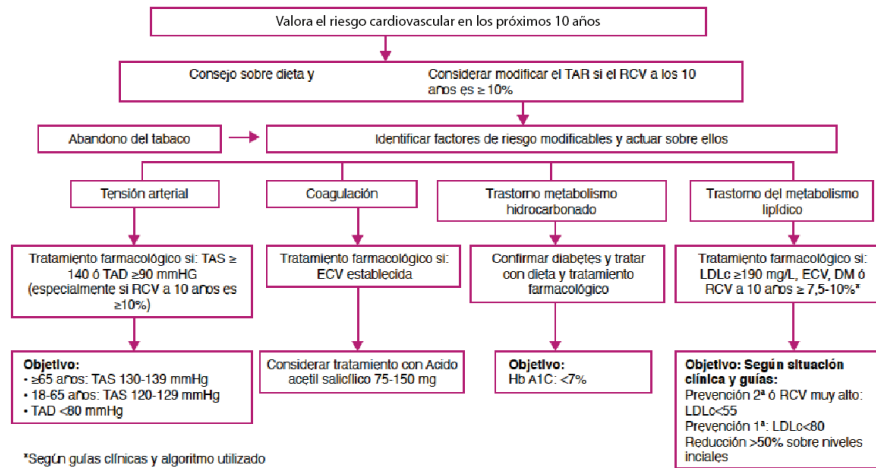 Valora el riesgo cardiovascular en los próximos 10 años
Consejo sobre dieta y
Considerar modificar el TAR si el RCV a los 10
años es ≥ 10%
Abandono del tabaco
Identificar factores de riesgo modificables y actuar sobre ellos
Tensión arterial
Coagulación
Trastorno metabolismo
hidrocarbonado
Trastorno del metabolismo
lipídico
Tratamiento farmacológico si: TAS ≥
140 ó TAD ≥90 mmHG
(especialmente si RCV a 10 años es
≥10%)
Tratamiento farmacológico si:
ECV establecida
Confirmar diabetes y tratar
con dieta y tratamiento
farmacológico
Tratamiento farmacológico si:
LDLc ≥190 mg/L, ECV, DM ó
RCV a 10 años ≥ 7,5-10%*
Objetivo:
• ≥65 años: TAS 130-139 mmHg
• 18-65 años: TAS 120-129 mmHg
• TAD <80 mmHg
Considerar tratamiento con Acido
acetil salicílico 75-150 mg
Objetivo:
Hb A1C: <7%
Objetivo: Según situación
clínica y guías:
Prevención 2ª ó RCV muy alto:
LDLc<55
Prevención 1ª: LDLc<80
Reducción >50% sobre niveles
inciales
*Según guías clínicas y algoritmo utilizado